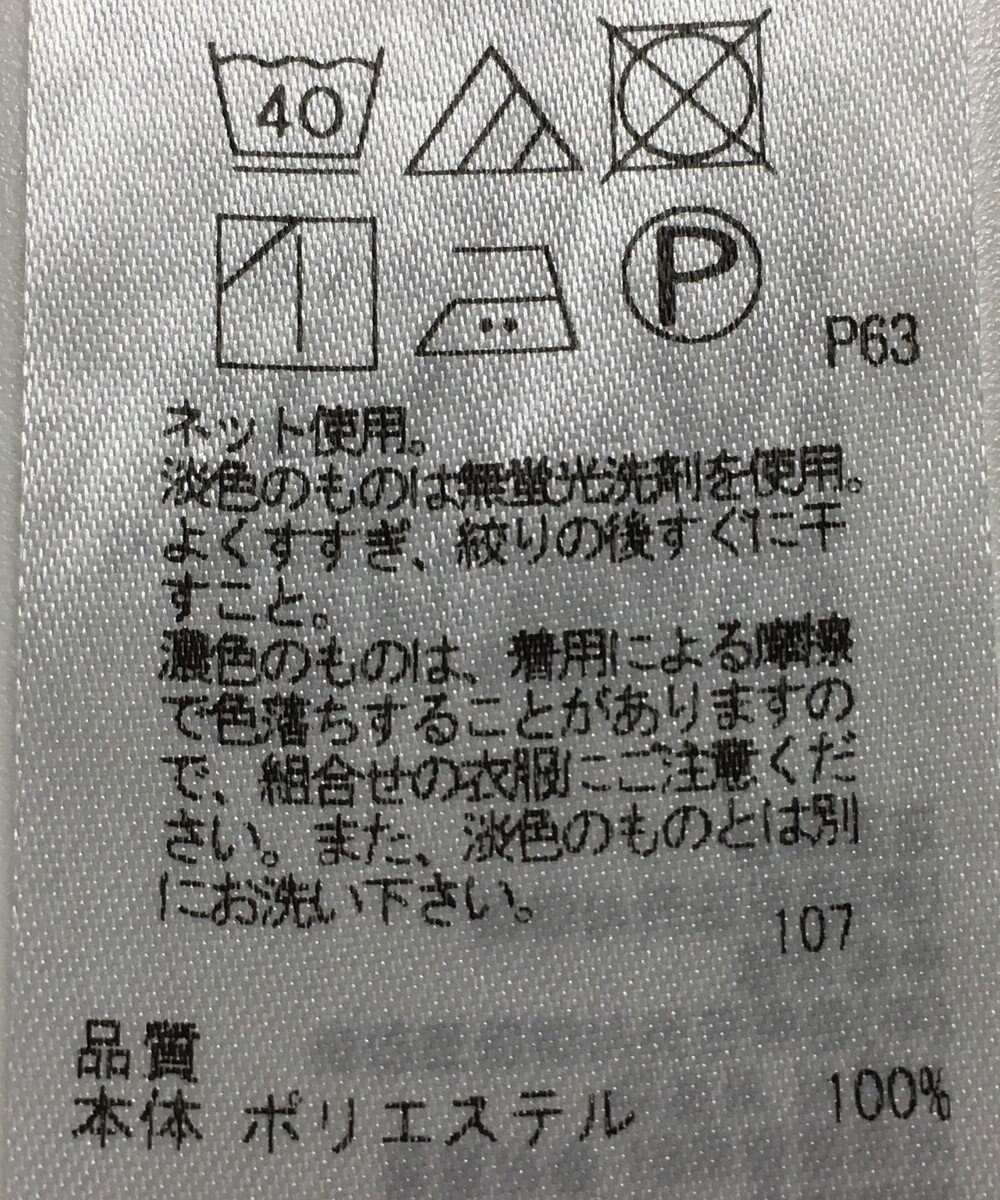 40
P
P63
ネット使用。
淡色のものは無蛍光洗剤を使用。
よくすすぎ、絞りの後すぐに干
すこと。
濃色のものは、着用による摩擦
で色落ちすることがありますの
で、組合せの衣服にご注意くだ
さい。また、淡色のものとは別
にお洗い下さい。
107
品質
本体 ポリエステル 100%